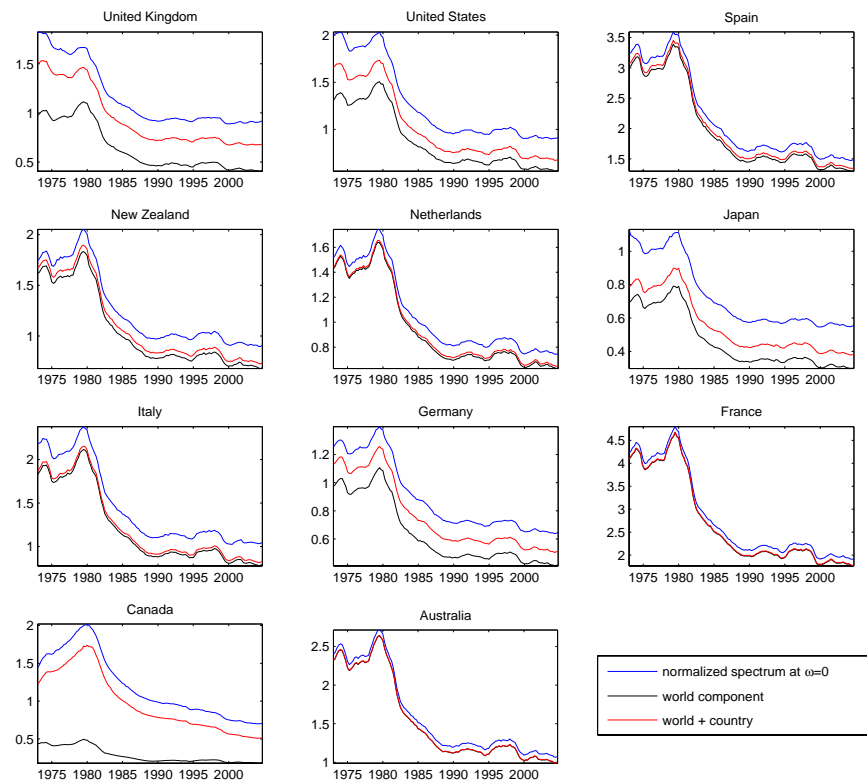 United Kingdom
United States
Spain
1.5
1
0.5
1975 1980 1985 1990 1995 2000
2
1.5
1
1975 1980 1985 1990 1995 2000
3.5
3
2.5
2
1.5
1975 1980 1985 1990 1995 2000
New Zealand
Netherlands
Japan
2
1.5
1
1975 1980 1985 1990 1995 2000
1.6
1.4
1.2
1
0.8
1975 1980 1985 1990 1995 2000
1
0.8
0.6
0.4
1975 1980 1985 1990 1995 2000
Italy
Germany
France
2
1.5
1
1975 1980 1985 1990 1995 2000
1.2
1
0.8
0.6
1975 1980 1985 1990 1995 2000
4.5
4
3.5
3
2.5
2
1975 1980 1985 1990 1995 2000
Canada
Australia
2
1.5
1
0.5
1975 1980 1985 1990 1995 2000
2.5
2
1.5
1
1975 1980 1985 1990 1995 2000
normalized spectrum at ω=0
world component
world + country